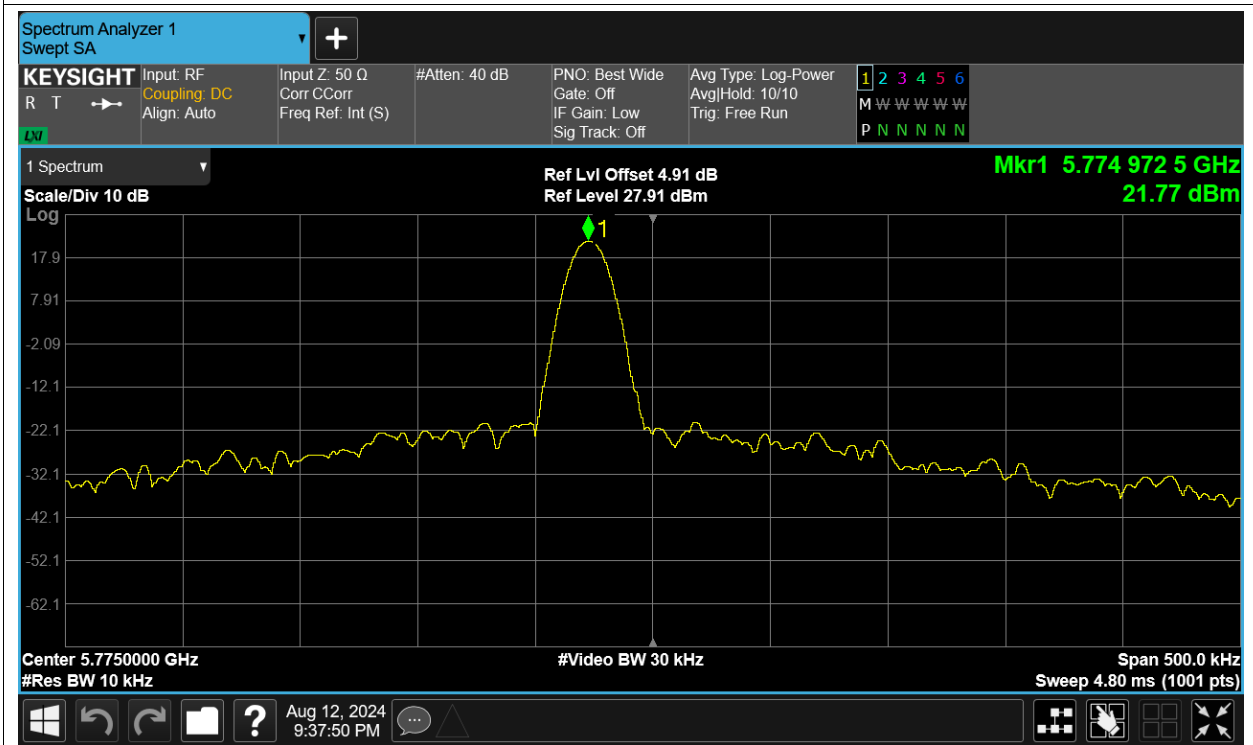 Spectrum Analyzer 1
Swept SA
KEYSIGHT
R T
LXI
Input: RF
Coupling: DC
Align: Auto
Input Z: 50 Ω
Corr CCorr
Freq Ref: Int (S)
#Atten: 40 dB
PNO: Best Wide
Gate: Off
IF Gain: Low
Sig Track: Off
Avg Type: Log-Power
Avg|Hold: 10/10
Trig: Free Run
1 2 3 4 5 6
M W W W W W
P N N N N N
1 Spectrum
Scale/Div 10 dB
Ref Lvl Offset 4.91 dB
Ref Level 27.91 dBm
Mkr1 5.774 972 5 GHz
21.77 dBm
Log
1
17.9
7.91
-2.09
-12.1
-22.1
-32.1
-42.1
-52.1
-62.1
Center 5.7750000 GHz
#Video BW 30 kHz
Span 500.0 kHz
#Res BW 10 kHz
Sweep 4.80 ms (1001 pts)
?
Aug 12, 2024
9:37:50 PM